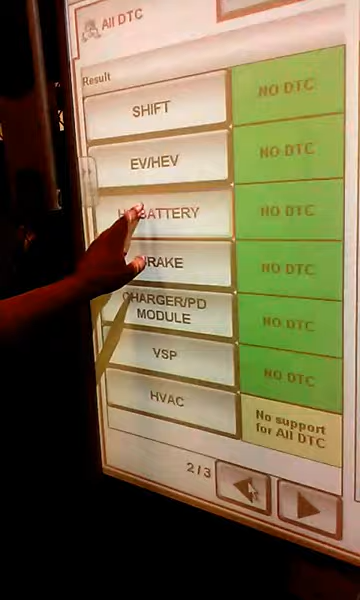 All DTC
Result
SHIFT
NO DTC
EV/HEV
NO DTC
BATTERY
NO DTC
BRAKE
NO DTC
CHARGER/PD
MODULE
NO DTC
VSP
NO DTC
HVAC
No support
for All DTC
2/3